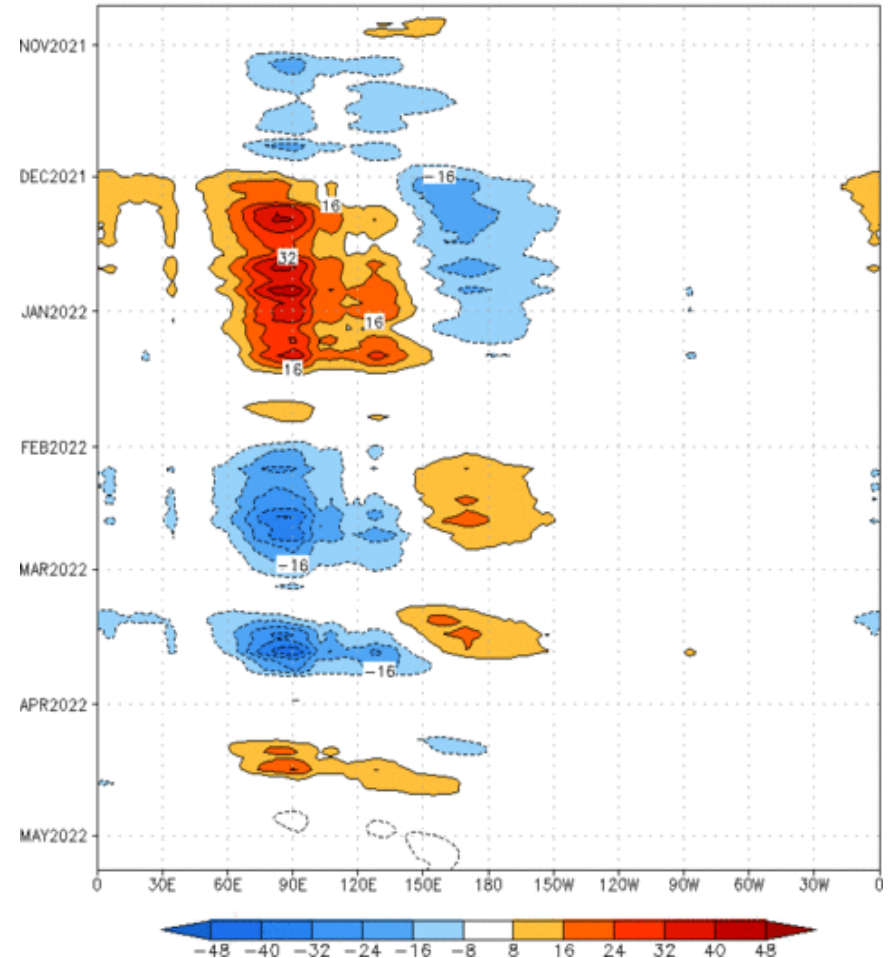 NOV2021
DEC2021
-16
16
32
JAN2022
16
16
FEB2022
-16
MAR2022
-16
APR2022
MAY2022
0 30E 60E 90E 120E 150E 180 150W 120W 90W 60W 30W 0
-48 -40 -32 -24 -16 -8 8 16 24 32 40 48